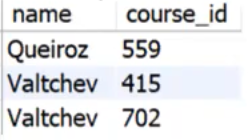 name course_id
Queiroz 559
Valtchev 415
Valtchev 702